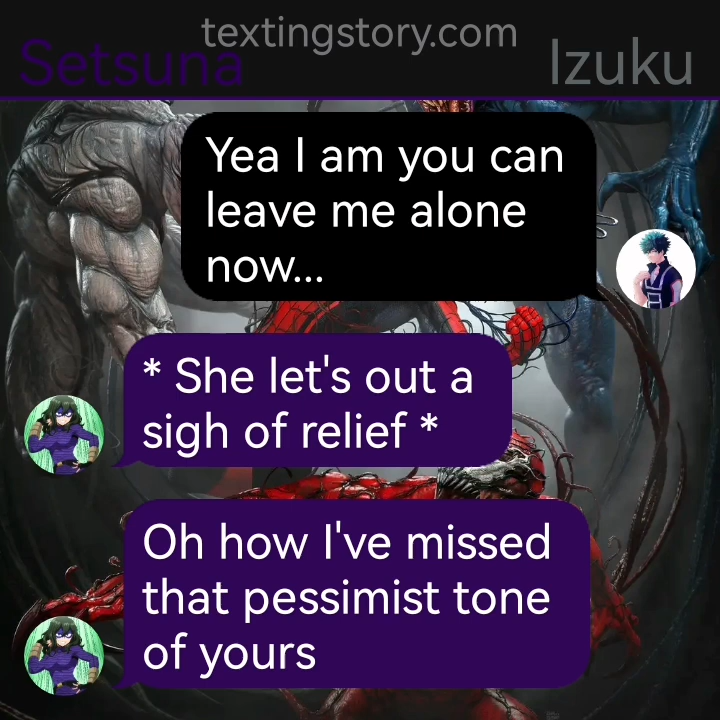 textingstory.com
Setsuna Izuku
Yea I am you can
leave me alone
now...
* She let's out a
sigh of relief *
Oh how I've missed
that pessimist tone
of yours